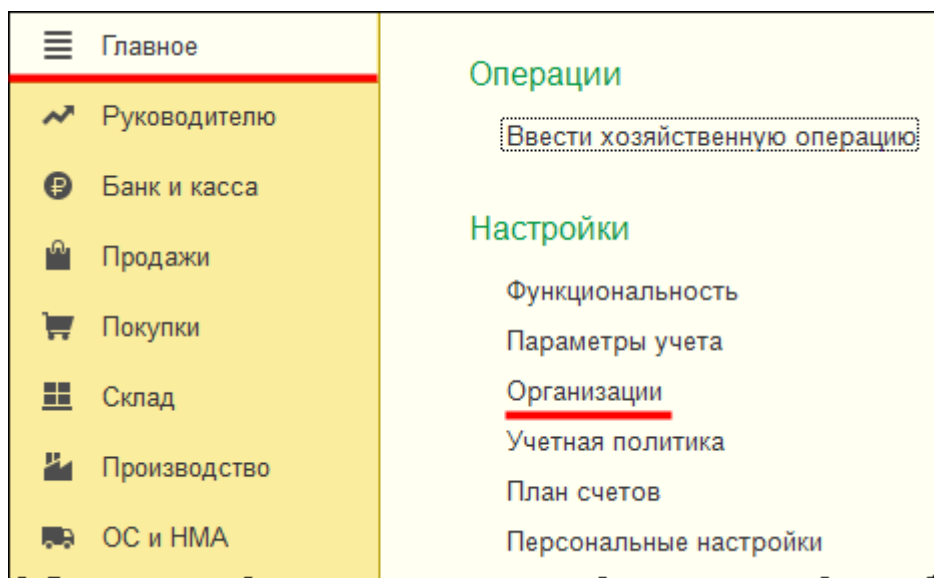 Главное
Руководителю
Банк и касса
Продажи
Покупки
Склад
Производство
ОС и НМА
Операции
Ввести хозяйственную операцию
Настройки
Функциональность
Параметры учета
Организации
Учетная политика
План счетов
Персональные настройки